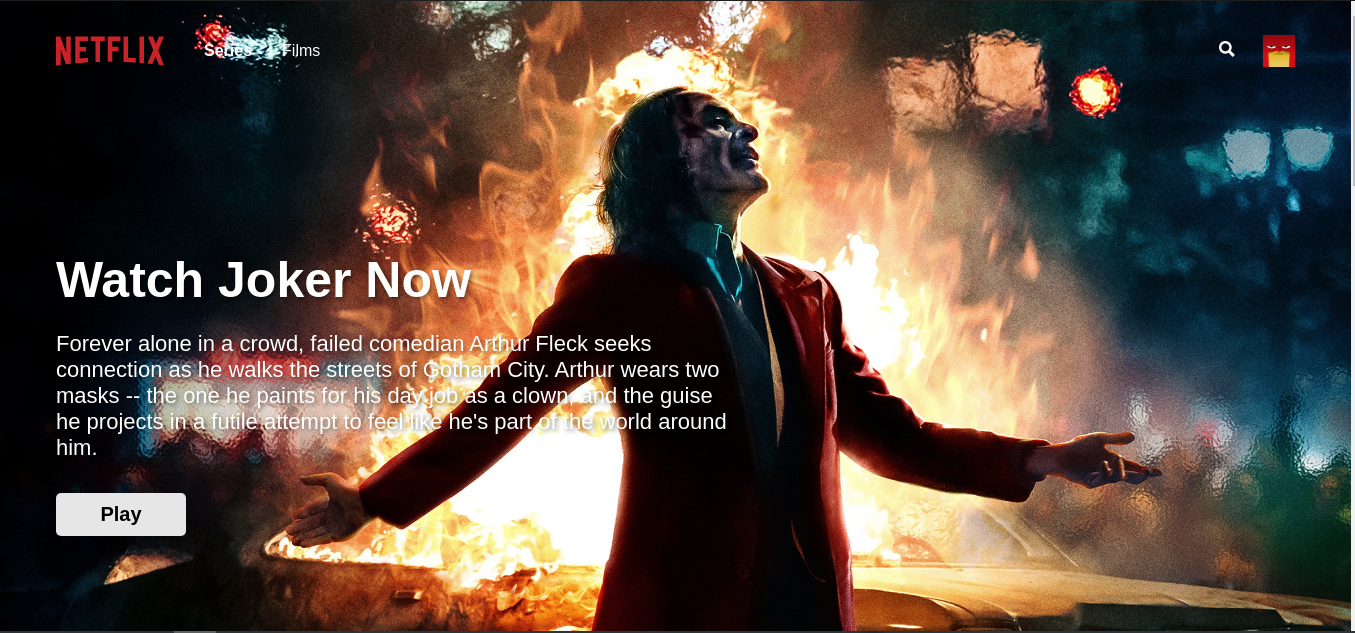 NETFLIX
Series
Films
Watch Joker Now
Forever alone in a crowd, failed comedian Arthur Fleck seeks
connection as he walks the streets of Gotham City. Arthur wears two
masks -- the one he paints for his day job as a clown, and the guise
he projects in a futile attempt to feel like he's part of the world around
him.
Play